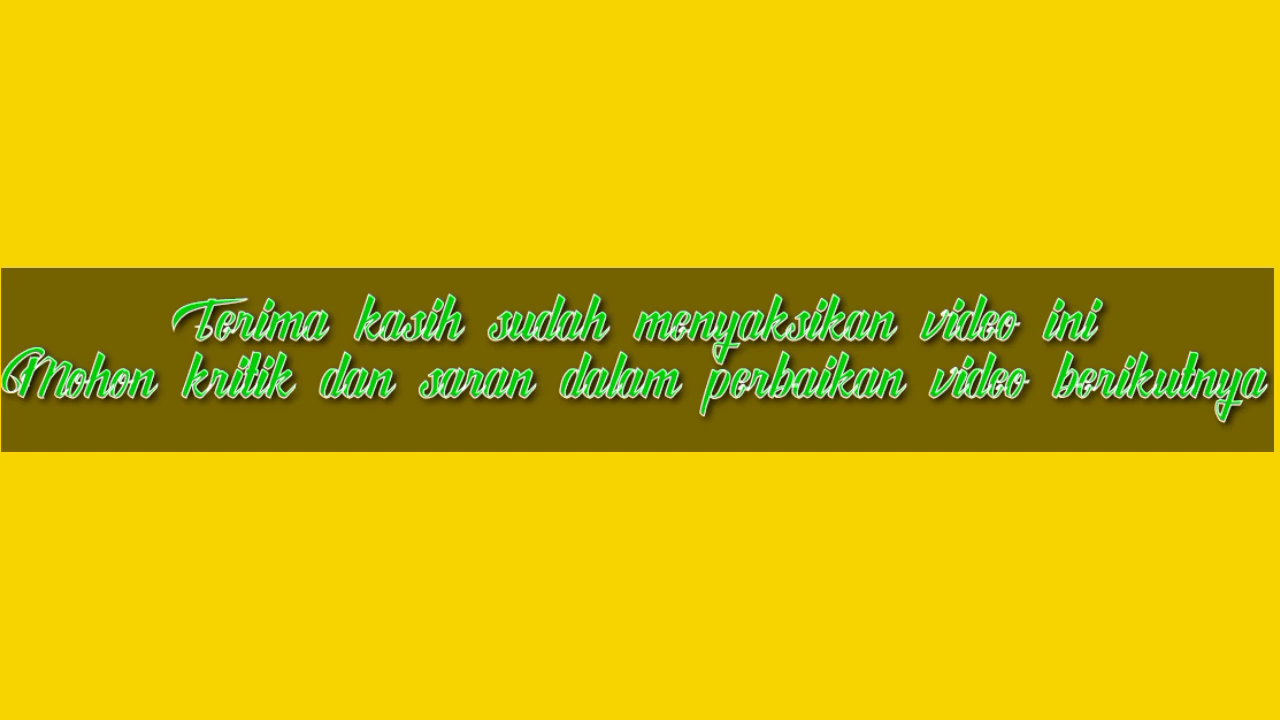 Terima kasih sudah menyaksikan video ini
Mohon kritik dan saran dalam perbaikan video berikutnya